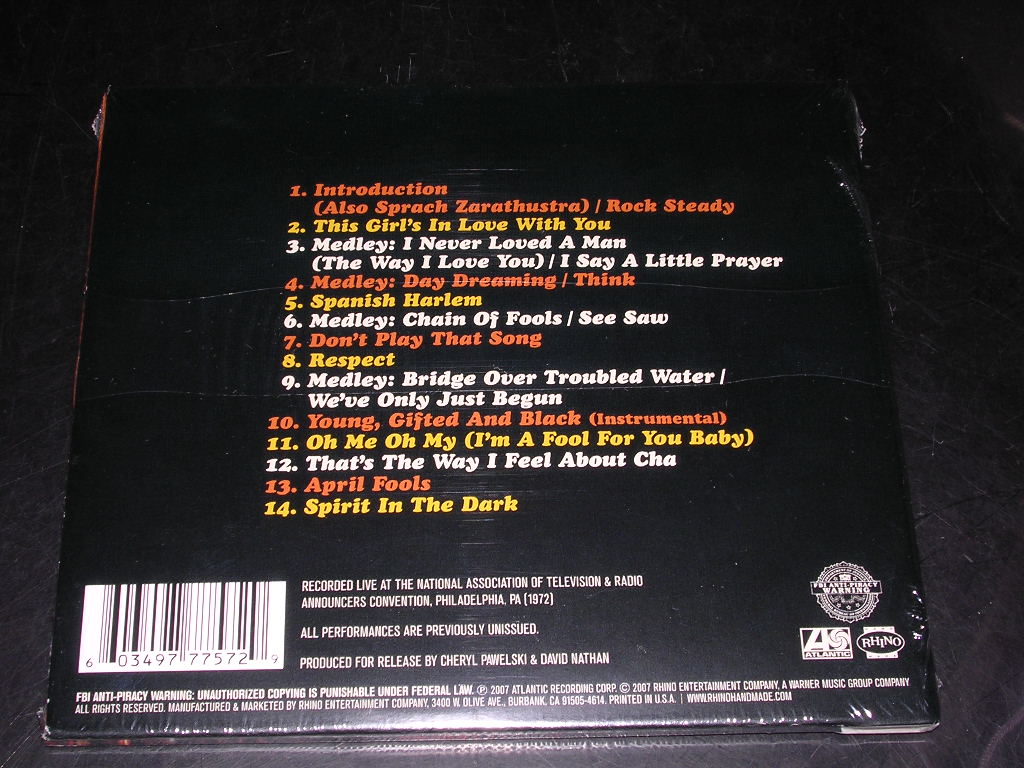 1. Introduction
(Also Sprach Zarathustra) / Rock Steady
2. This Girl's In Love With You
3. Medley: I Never Loved A Man
(The Way I Love You) / I Say A Little Prayer
4. Medley: Day Dreaming / Think
5. Spanish Harlem
6. Medley: Chain Of Fools / See Saw
7. Don't Play That Song
8. Respect
9. Medley: Bridge Over Troubled Water /
We've Only Just Begun
10. Young, Gifted And Black (Instrumental)
11. Oh Me Oh My (I'm A Fool For You Baby)
12. That's The Way I Feel About Cha
13. April Fools
14. Spirit In The Dark
RECORDED LIVE AT THE NATIONAL ASSOCIATION OF TELEVISION & RADIO
ANNOUNCERS CONVENTION, PHILADELPHIA, PA (1972)
ALL PERFORMANCES ARE PREVIOUSLY UNISSUED.
PRODUCED FOR RELEASE BY CHERYL PAWELSKI & DAVID NATHAN
6 03497 77572 9
FBI ANTI-PIRACY
WARNING
ATLANTIC
RHINO
FBI ANTI-PIRACY WARNING: UNAUTHORIZED COPYING IS PUNISHABLE UNDER FEDERAL LAW. ℗ 2007 ATLANTIC RECORDING CORP. © 2007 RHINO ENTERTAINMENT COMPANY, A WARNER MUSIC GROUP COMPANY
ALL RIGHTS RESERVED. MANUFACTURED & MARKETED BY RHINO ENTERTAINMENT COMPANY, 3400 W. OLIVE AVE., BURBANK, CA 91505-4614. PRINTED IN U.S.A. | WWW.RHINOHANDMADE.COM